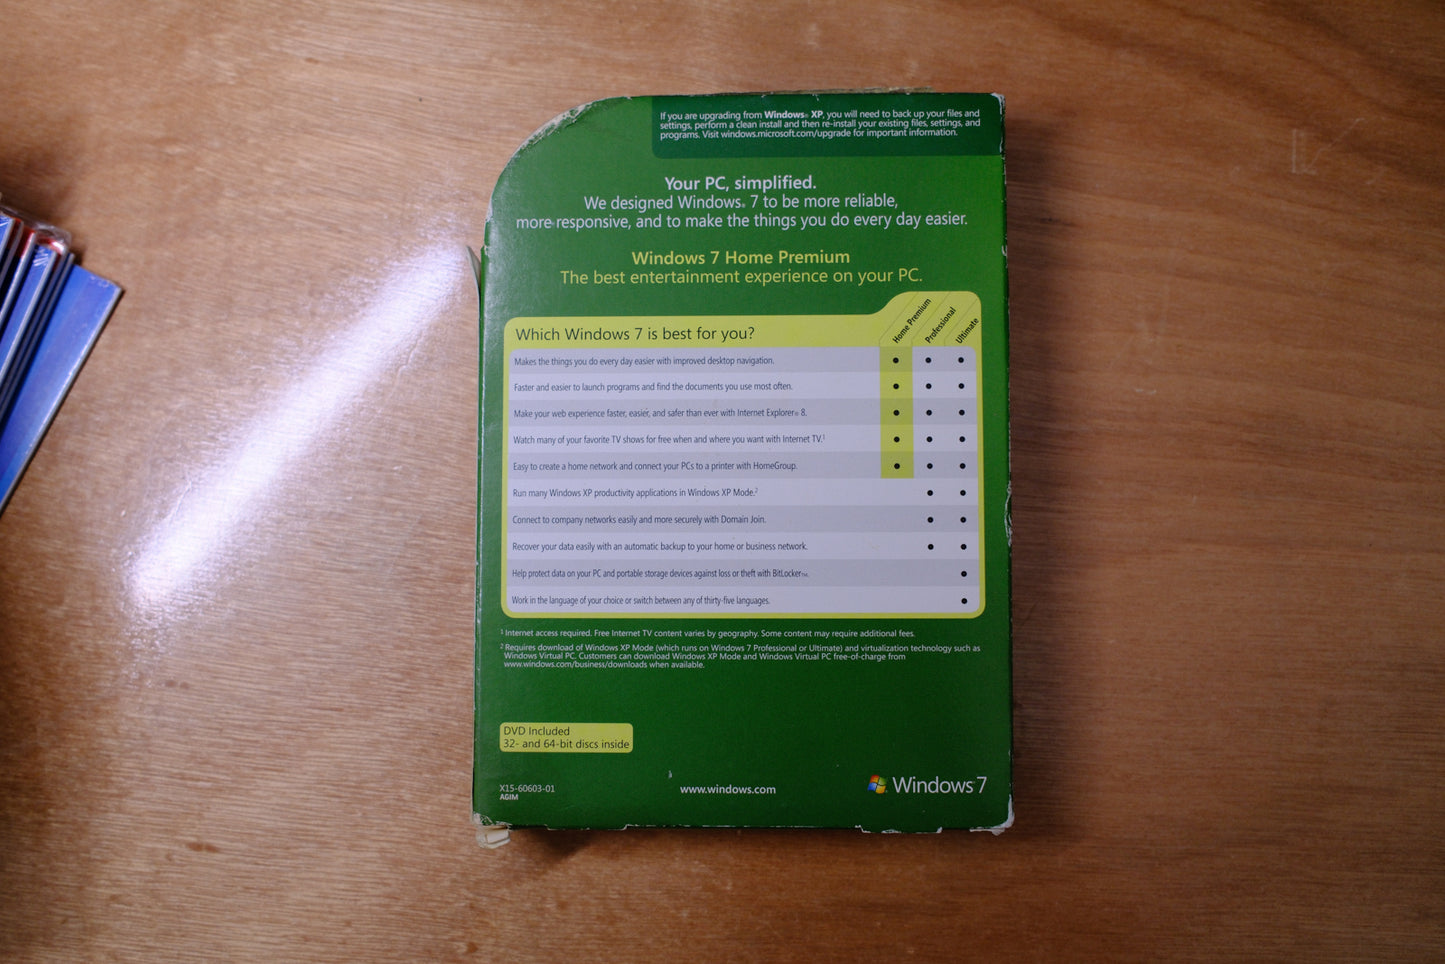 If you are upgrading from Windows® XP, you will need to back up your files and
settings, perform a clean install and then re-install your existing files, settings, and
programs. Visit windows.microsoft.com/upgrade for important information.
Your PC, simplified.
We designed Windows® 7 to be more reliable,
more responsive, and to make the things you do every day easier.
Windows 7 Home Premium
The best entertainment experience on your PC.
Which Windows 7 is best for you?
Home Premium
Professional
Ultimate
Makes the things you do every day easier with improved desktop navigation. • • •
Faster and easier to launch programs and find the documents you use most often. • • •
Make your web experience faster, easier, and safer than ever with Internet Explorer® 8. • • •
Watch many of your favorite TV shows for free when and where you want with Internet TV.¹ • • •
Easy to create a home network and connect your PCs to a printer with HomeGroup. • • •
Run many Windows XP productivity applications in Windows XP Mode.² • •
Connect to company networks easily and more securely with Domain Join. • •
Recover your data easily with an automatic backup to your home or business network. • •
Help protect data on your PC and portable storage devices against loss or theft with BitLocker™. •
Work in the language of your choice or switch between any of thirty-five languages. •
¹ Internet access required. Free Internet TV content varies by geography. Some content may require additional fees.
² Requires download of Windows XP Mode (which runs on Windows 7 Professional or Ultimate) and virtualization technology such as
Windows Virtual PC. Customers can download Windows XP Mode and Windows Virtual PC free-of-charge from
www.windows.com/business/downloads when available.
DVD Included
32- and 64-bit discs inside
X15-60603-01
AGIM
www.windows.com
Windows 7